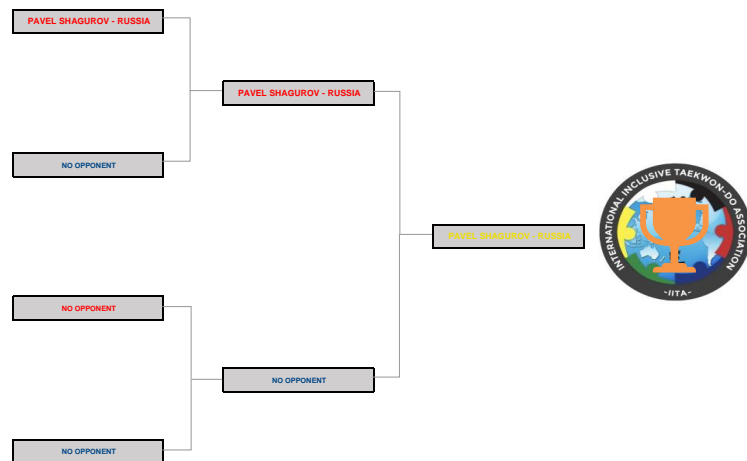 PAVEL SHAGUROV - RUSSIA
PAVEL SHAGUROV - RUSSIA
NO OPPONENT
PAVEL SHAGUROV - RUSSIA
INTERNATIONAL INCLUSIVE TAEKWON-DO ASSOCIATION
-IITA-
NO OPPONENT
NO OPPONENT
NO OPPONENT